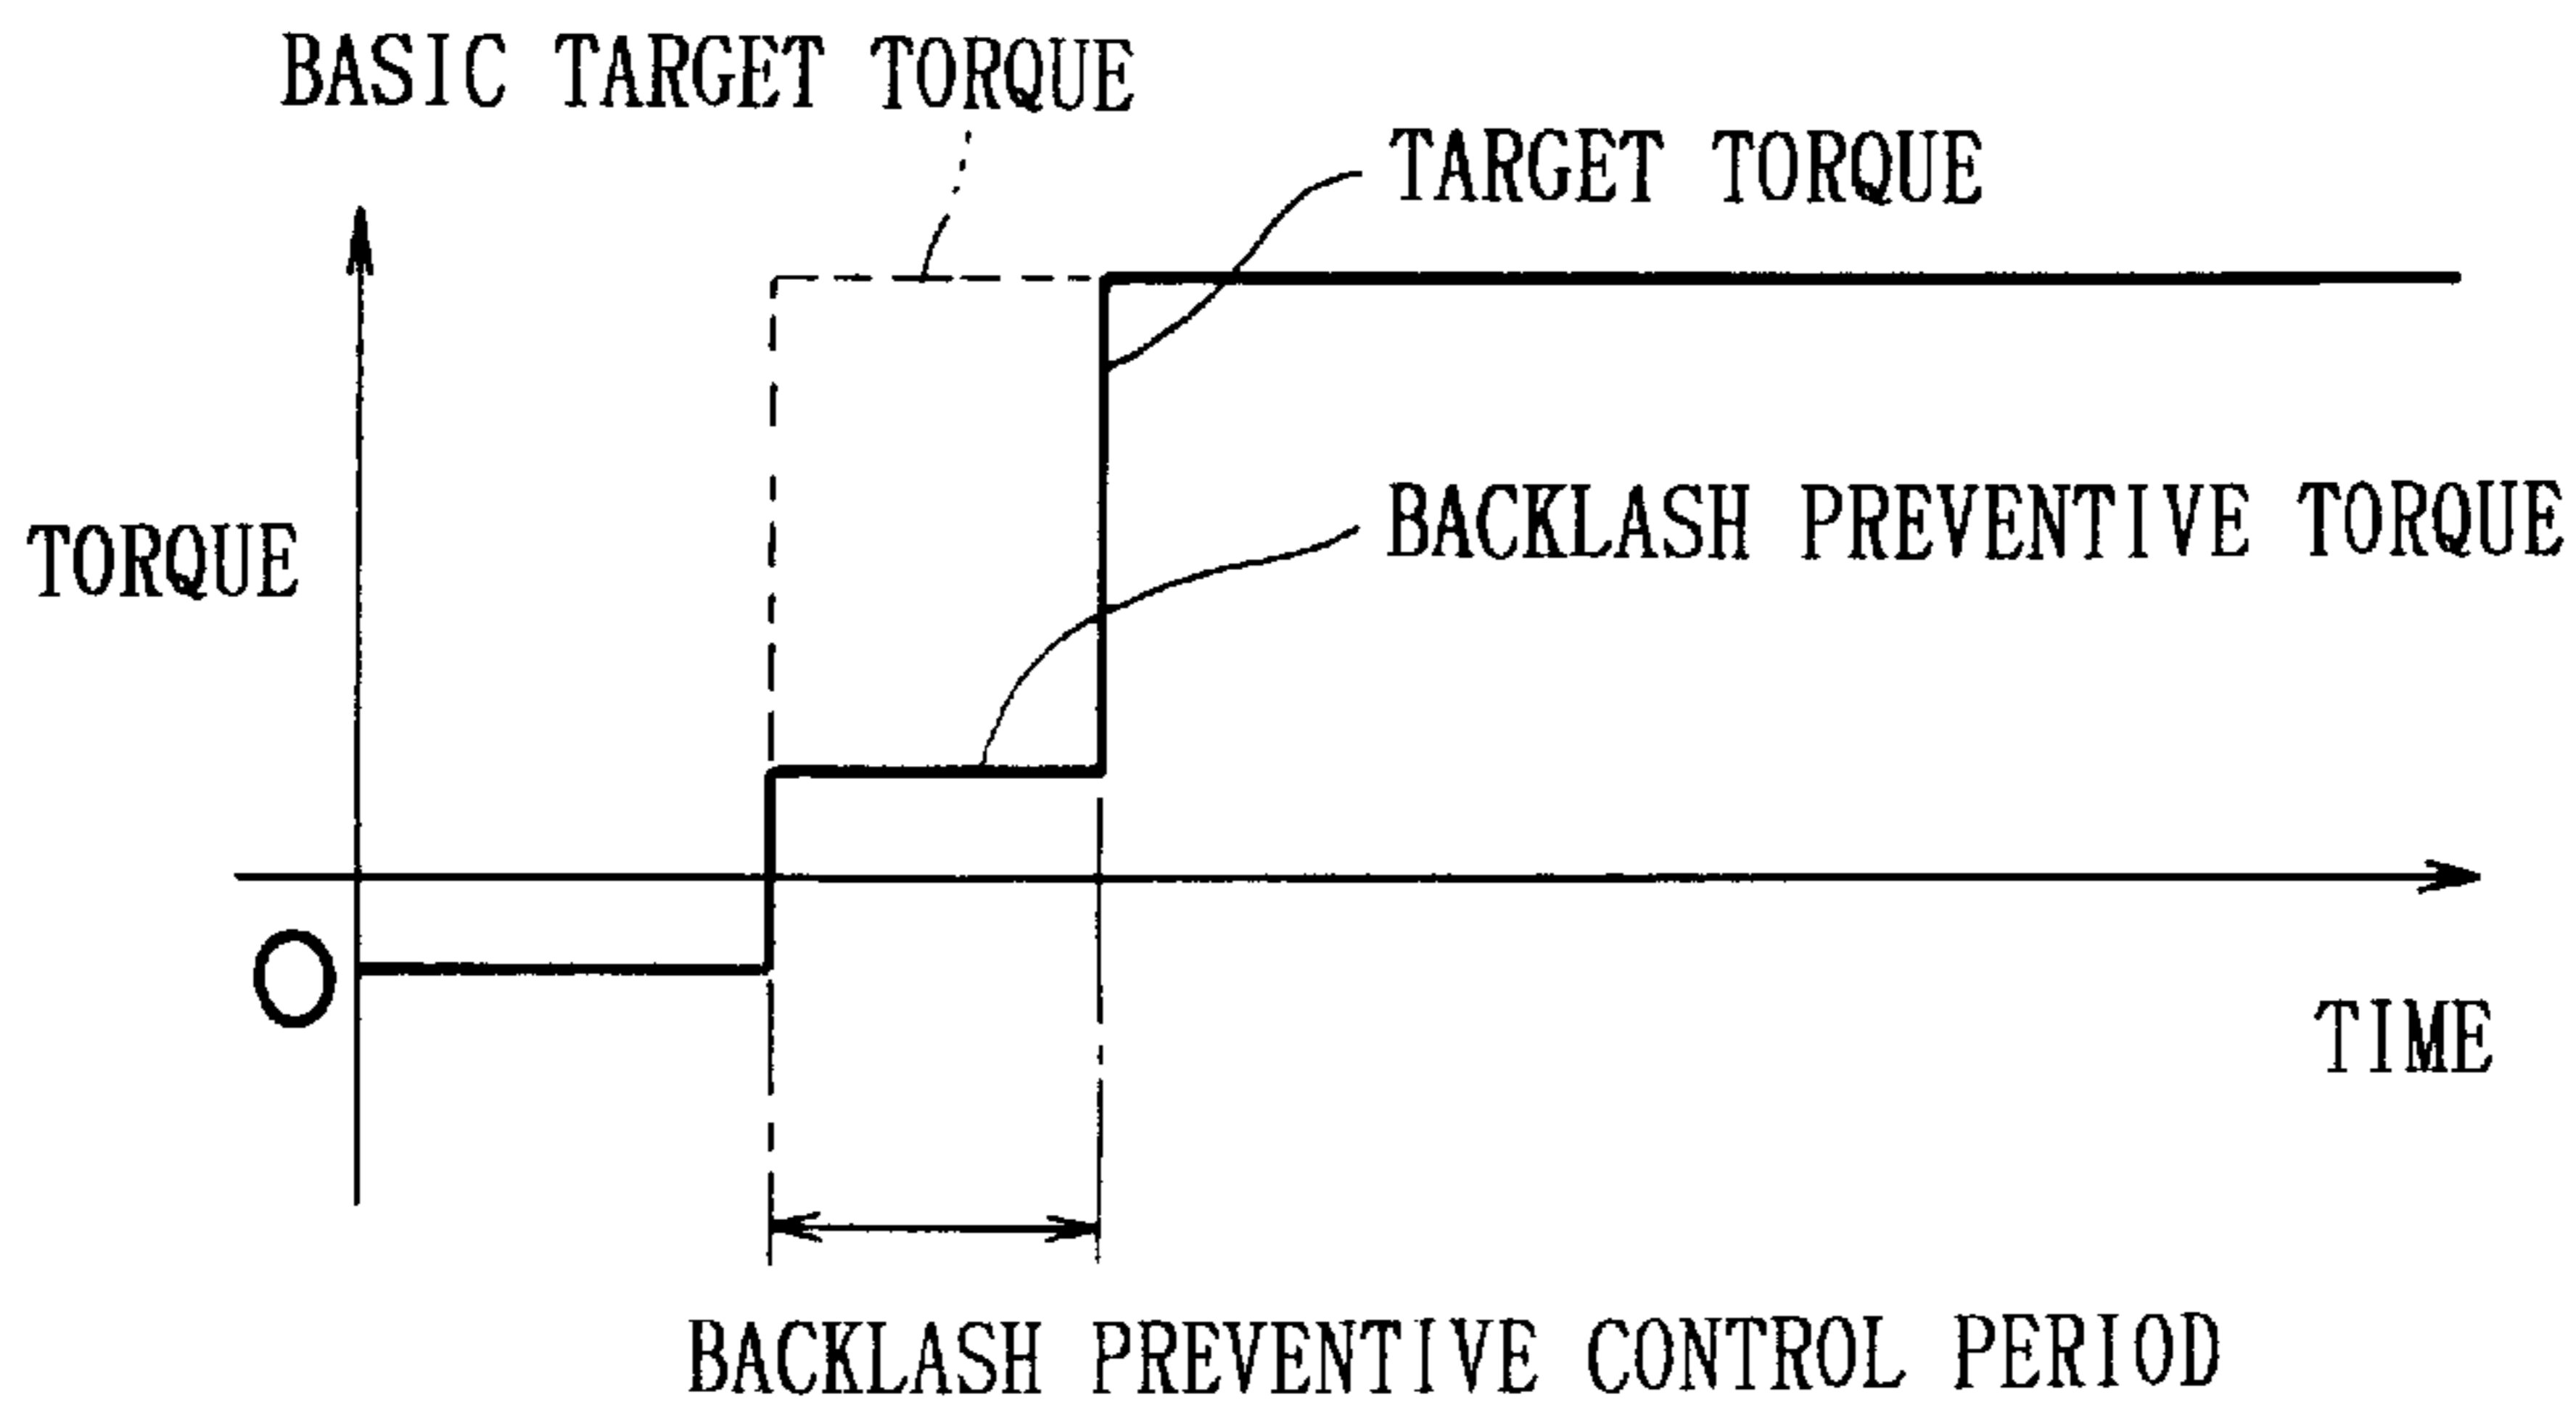 BASIC TARGET TORQUE
TARGET TORQUE
BACKLASH PREVENTIVE TORQUE
TORQUE
O
TIME
BACKLASH PREVENTIVE CONTROL PERIOD